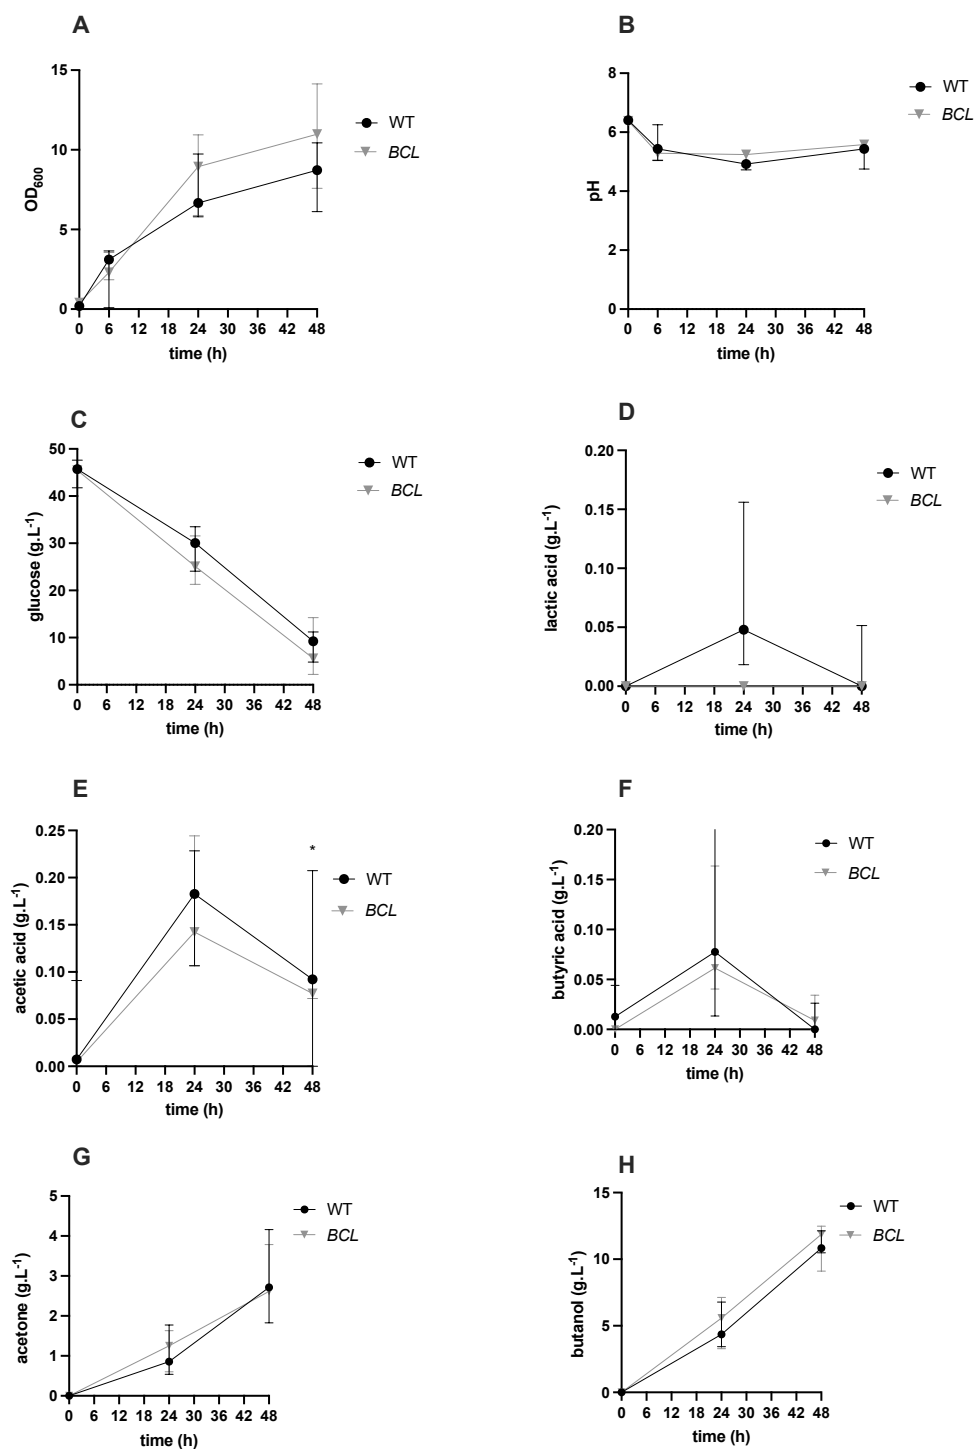 A
15
10
5
0
OD600
0 6 12 18 24 30 36 42 48
time (h)
WT
BCL
B
8
6
4
2
0
pH
0 6 12 18 24 30 36 42 48
time (h)
WT
BCL
C
50
40
30
20
10
0
glucose (g.L-1)
0 6 12 18 24 30 36 42 48
time (h)
WT
BCL
D
0.20
0.15
0.10
0.05
0.00
lactic acid (g.L-1)
0 6 12 18 24 30 36 42 48
time (h)
WT
BCL
E
0.25
0.20
0.15
0.10
0.05
0.00
acetic acid (g.L-1)
*
0 6 12 18 24 30 36 42 48
time (h)
WT
BCL
F
0.20
0.15
0.10
0.05
0.00
butyric acid (g.L-1)
0 6 12 18 24 30 36 42 48
time (h)
WT
BCL
G
5
4
3
2
1
0
acetone (g.L-1)
0 6 12 18 24 30 36 42 48
time (h)
WT
BCL
H
15
10
5
0
butanol (g.L-1)
0 6 12 18 24 30 36 42 48
time (h)
WT
BCL